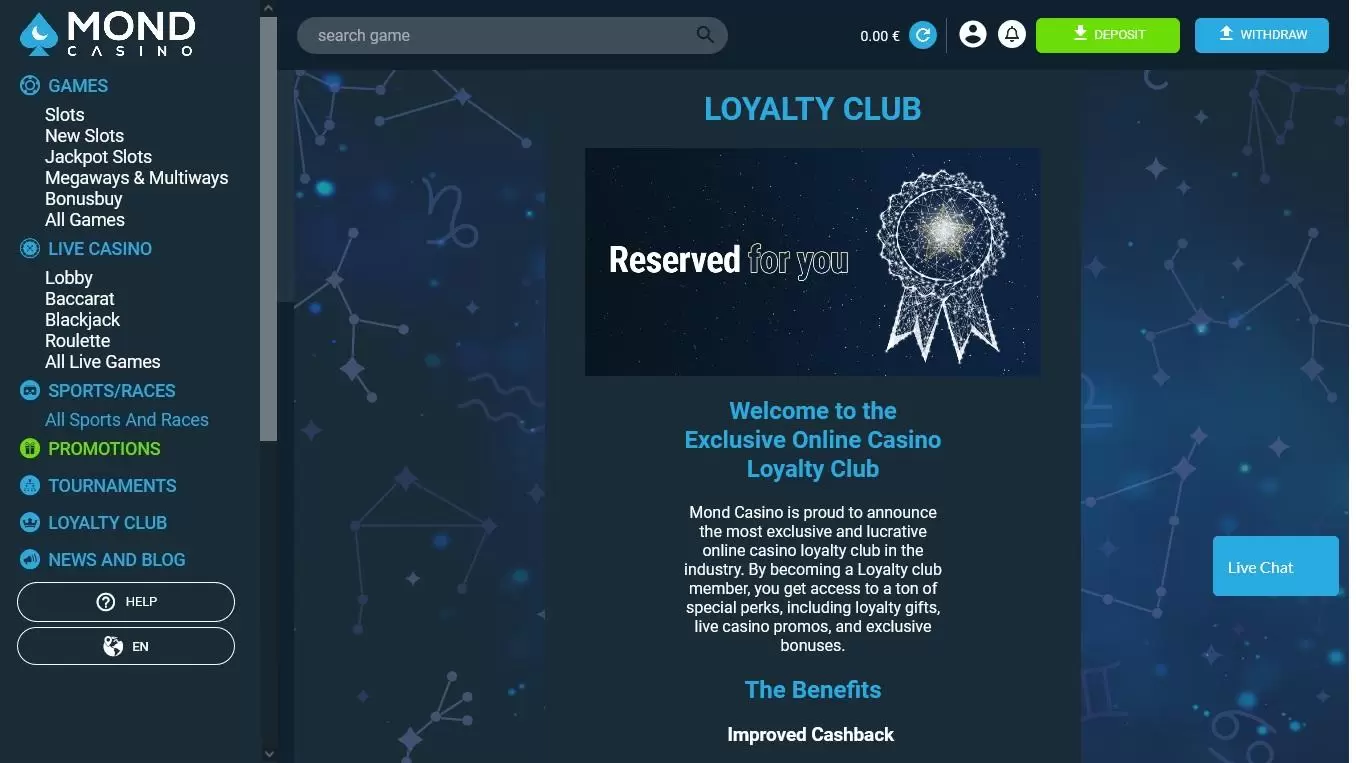 MOND
CASINO
GAMES
Slots
New Slots
Jackpot Slots
Megaways & Multiways
Bonusbuy
All Games
LIVE CASINO
Lobby
Baccarat
Blackjack
Roulette
All Live Games
SPORTS/RACES
All Sports And Races
PROMOTIONS
TOURNAMENTS
LOYALTY CLUB
NEWS AND BLOG
HELP
EN
search game
0.00 €
DEPOSIT
WITHDRAW
LOYALTY CLUB
Reserved for you
Welcome to the
Exclusive Online Casino
Loyalty Club
Mond Casino is proud to announce
the most exclusive and lucrative
online casino loyalty club in the
industry. By becoming a Loyalty club
member, you get access to a ton of
special perks, including loyalty gifts,
live casino promos, and exclusive
bonuses.
The Benefits
Improved Cashback
Live Chat